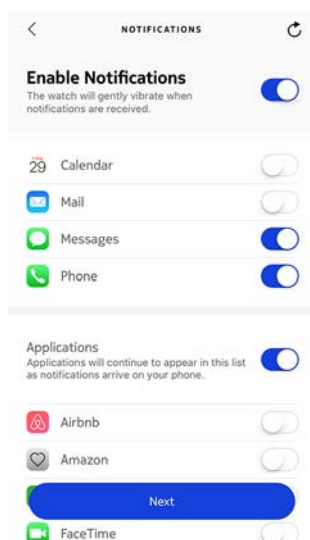 NOTIFICATIONS
Enable Notifications
The watch will gently vibrate when
notifications are received.
29 Calendar
Mail
Messages
Phone
Applications
Applications will continue to appear in this list
as notifications arrive on your phone.
Airbnb
Amazon
Next
FaceTime